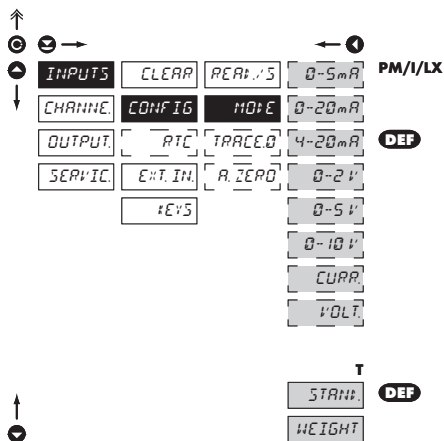 INPUTS CLEAR READ./S 0-5mA PM/I/LX
CHANNE. CONFIG MODE 0-20mA
OUTPUT. RTC TRACE.0 4-20mA DEF
SERVIC. EXT. IN. A. ZERO 0-2 V
KEYS 0-5 V
0-10 V
CURR.
VOLT.
T
STAND. DEF
WEIGHT